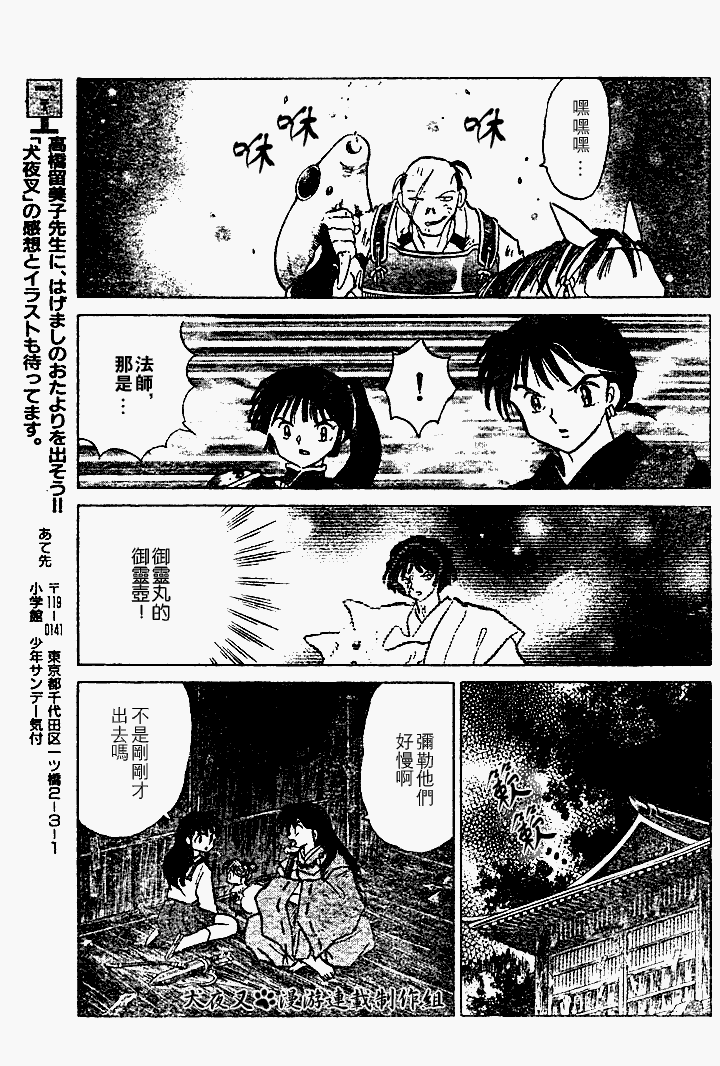 嘿嘿嘿…
咻
咻
咻
法師，
那是…
！
御靈丸的
御靈壺！
簌
簌…
彌勒他們
好慢啊
不是剛剛才
出去嗎
犬夜叉漫游連載制作組
高橋留美子先生に、はげましのおたよりを出そう!!
「犬夜叉」の感想とイラストも待ってます。
あて先
〒119-0141 東京都千代田区一ツ橋2-3-1
小学館 少年サンデー気付